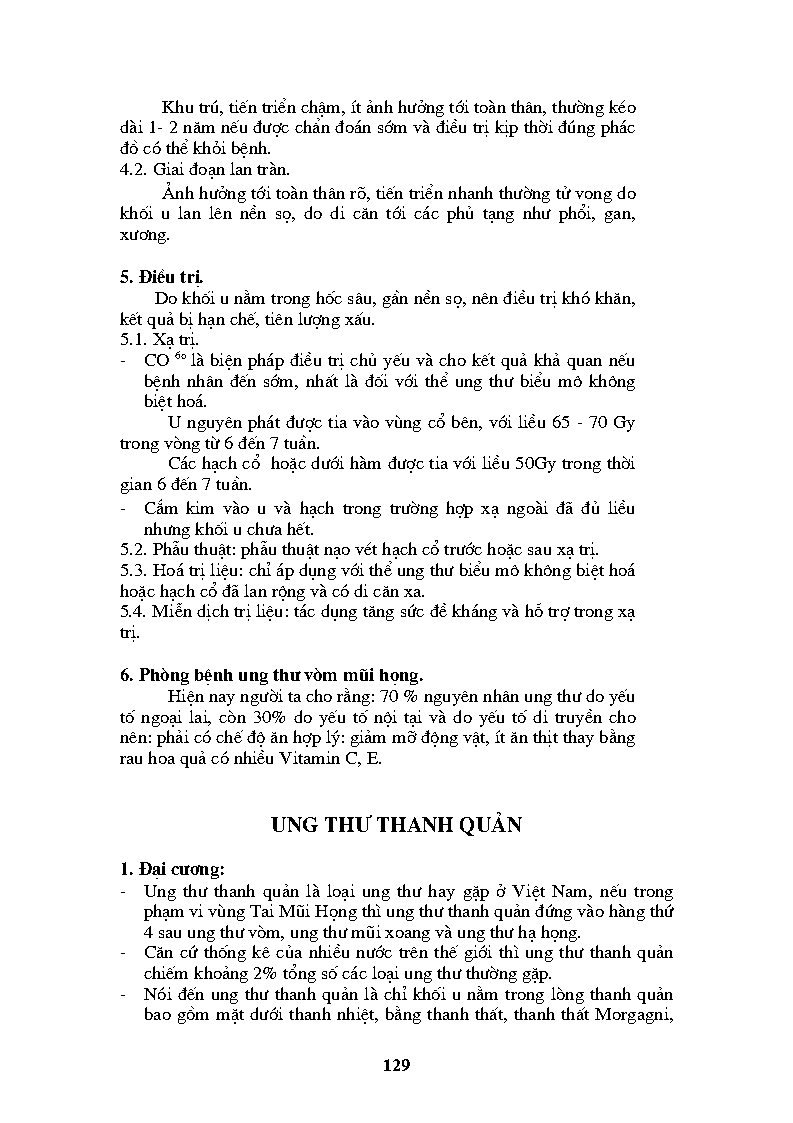 Khu trú, tiến triển chậm, ít ảnh hưởng tới toàn thân, thường kéo
dài 1- 2 năm nếu được chẩn đoán sớm và điều trị kịp thời đúng phác
đồ có thể khỏi bệnh.
4.2. Giai đoạn lan tràn.
Ảnh hưởng tới toàn thân rõ, tiến triển nhanh thường tử vong do
khối u lan lên nền sọ, do di căn tới các phủ tạng như phổi, gan,
xương.
5. Điều trị.
Do khối u nằm trong hốc sâu, gần nền sọ, nên điều trị khó khăn,
kết quả bị hạn chế, tiên lượng xấu.
5.1. Xạ trị.
- CO 60 là biện pháp điều trị chủ yếu và cho kết quả khả quan nếu
bệnh nhân đến sớm, nhất là đối với thể ung thư biểu mô không
biệt hoá.
U nguyên phát được tia vào vùng cổ bên, với liều 65 - 70 Gy
trong vòng từ 6 đến 7 tuần.
Các hạch cổ hoặc dưới hàm được tia với liều 50Gy trong thời
gian 6 đến 7 tuần.
- Cắm kim vào u và hạch trong trường hợp xạ ngoài đã đủ liều
nhưng khối u chưa hết.
5.2. Phẫu thuật: phẫu thuật nạo vét hạch cổ trước hoặc sau xạ trị.
5.3. Hoá trị liệu: chỉ áp dụng với thể ung thư biểu mô không biệt hoá
hoặc hạch cổ đã lan rộng và có di căn xa.
5.4. Miễn dịch trị liệu: tác dụng tăng sức đề kháng và hỗ trợ trong xạ
trị.
6. Phòng bệnh ung thư vòm mũi họng.
Hiện nay người ta cho rằng: 70 % nguyên nhân ung thư do yếu
tố ngoại lai, còn 30% do yếu tố nội tại và do yếu tố di truyền cho
nên: phải có chế độ ăn hợp lý: giảm mỡ động vật, ít ăn thịt thay bằng
rau hoa quả có nhiều Vitamin C, E.
UNG THƯ THANH QUẢN
1. Đại cương:
- Ung thư thanh quản là loại ung thư hay gặp ở Việt Nam, nếu trong
phạm vi vùng Tai Mũi Họng thì ung thư thanh quản đứng vào hàng thứ
4 sau ung thư vòm, ung thư mũi xoang và ung thư hạ họng.
- Căn cứ thống kê của nhiều nước trên thế giới thì ung thư thanh quản
chiếm khoảng 2% tổng số các loại ung thư thường gặp.
- Nói đến ung thư thanh quản là chỉ khối u nằm trong lòng thanh quản
bao gồm mặt dưới thanh nhiệt, bằng thanh thất, thanh thất Morgagni,
129